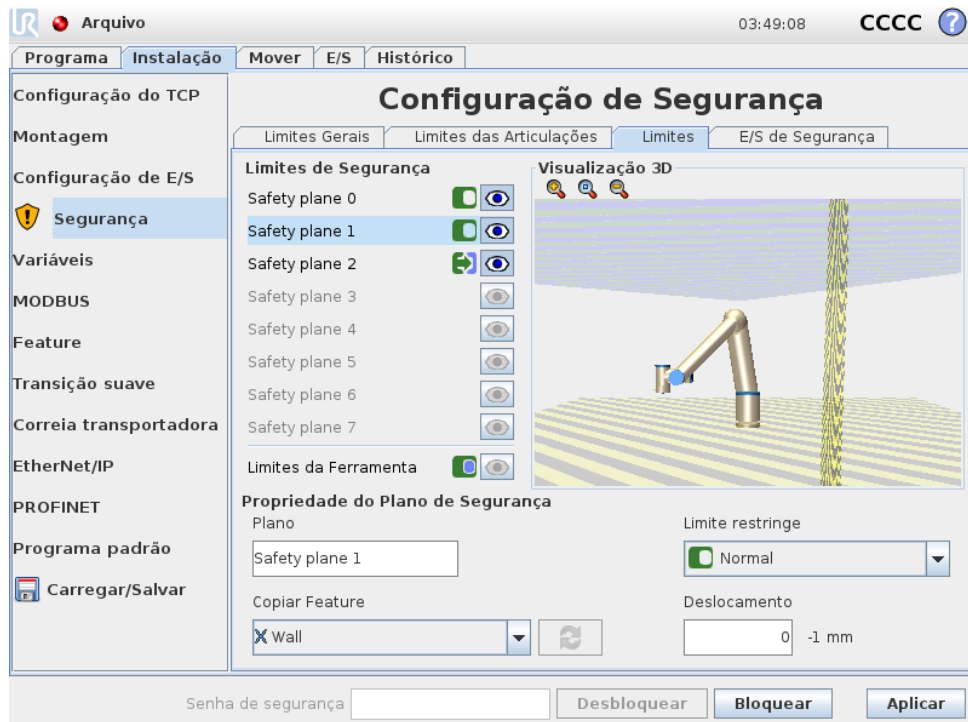 UR Arquivo 03:49:08 CCCC ?
Programa Instalação Mover E/S Histórico
Configuração do TCP
Montagem
Configuração de E/S
Segurança
Variáveis
MODBUS
Feature
Transição suave
Correia transportadora
EtherNet/IP
PROFINET
Programa padrão
Carregar/Salvar
Configuração de Segurança
Limites Gerais Limites das Articulações Limites E/S de Segurança
Limites de Segurança
Safety plane 0
Safety plane 1
Safety plane 2
Safety plane 3
Safety plane 4
Safety plane 5
Safety plane 6
Safety plane 7
Limites da Ferramenta
Visualização 3D
Propriedade do Plano de Segurança
Plano
Safety plane 1
Limite restringe
Normal
Copiar Feature
Wall
Deslocamento
0 -1 mm
Senha de segurança Desbloquear Bloquear Aplicar